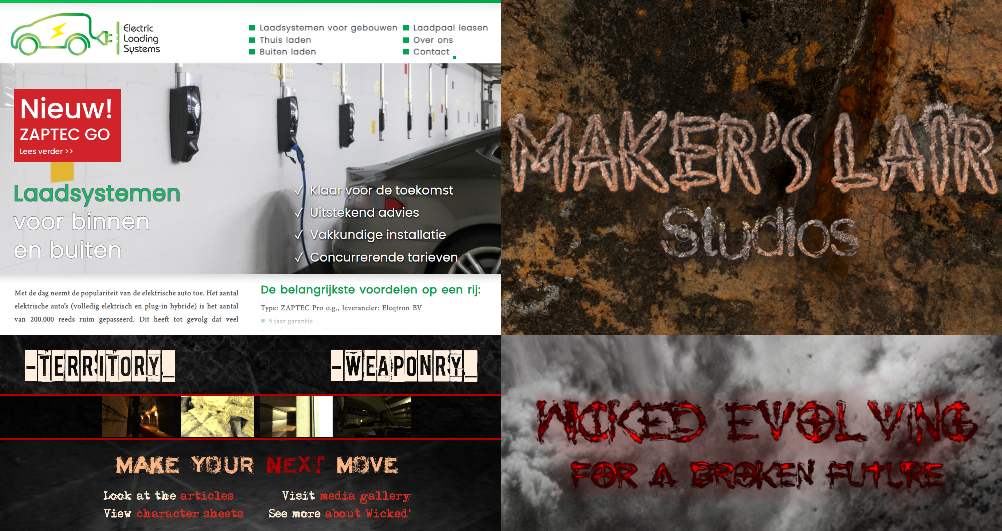 Electric
Loading
Systems
Laadsystemen voor gebouwen
Thuis laden
Buiten laden
Laadpaal leasen
Over ons
Contact
Nieuw!
ZAPTEC GO
Lees verder >>
Laadsystemen
voor binnen
en buiten
✓ Klaar voor de toekomst
✓ Uitstekend advies
✓ Vakkundige installatie
✓ Concurrerende tarieven
Met de dag neemt de populariteit van de elektrische auto toe. Het aantal
elektrische auto's (volledig elektrisch en plug-in hybride) is het aantal
van 200.000 reeds ruim gepasseerd. Dit heeft tot gevolg dat veel
De belangrijkste voordelen op een rij:
Type: ZAPTEC Pro o.g., leverancier: Eleqtron BV
5 jaar garantie
MAKER'S LAIR
Studios
-TERRITORY_
-WEAPONRY_
MAKE YOUR NEXT MOVE
Look at the articles
View character sheets
Visit media gallery
See more about Wicked'
WICKED EVOLVING
FOR A BROKEN FUTURE